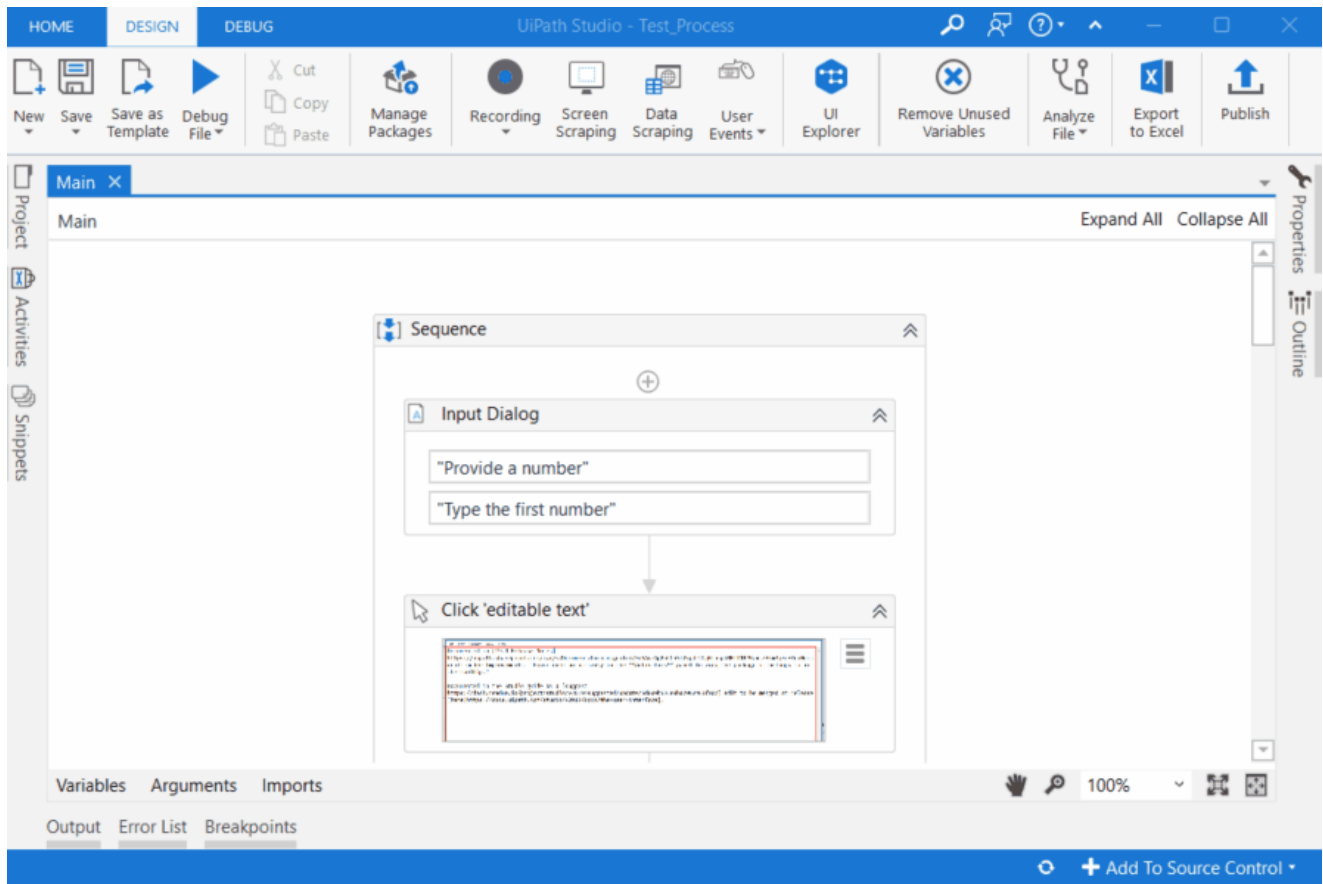 HOME DESIGN DEBUG UiPath Studio - Test_Process
New Save Save as Template Debug File Cut Copy Paste Manage Packages Recording Screen Scraping Data Scraping User Events UI Explorer Remove Unused Variables Analyze File Export to Excel Publish
Main
Main Expand All Collapse All
Project
Activities
Snippets
Properties
Outline
Sequence
Input Dialog
"Provide a number"
"Type the first number"
Click 'editable text'
Variables Arguments Imports 100%
Output Error List Breakpoints
Add To Source Control